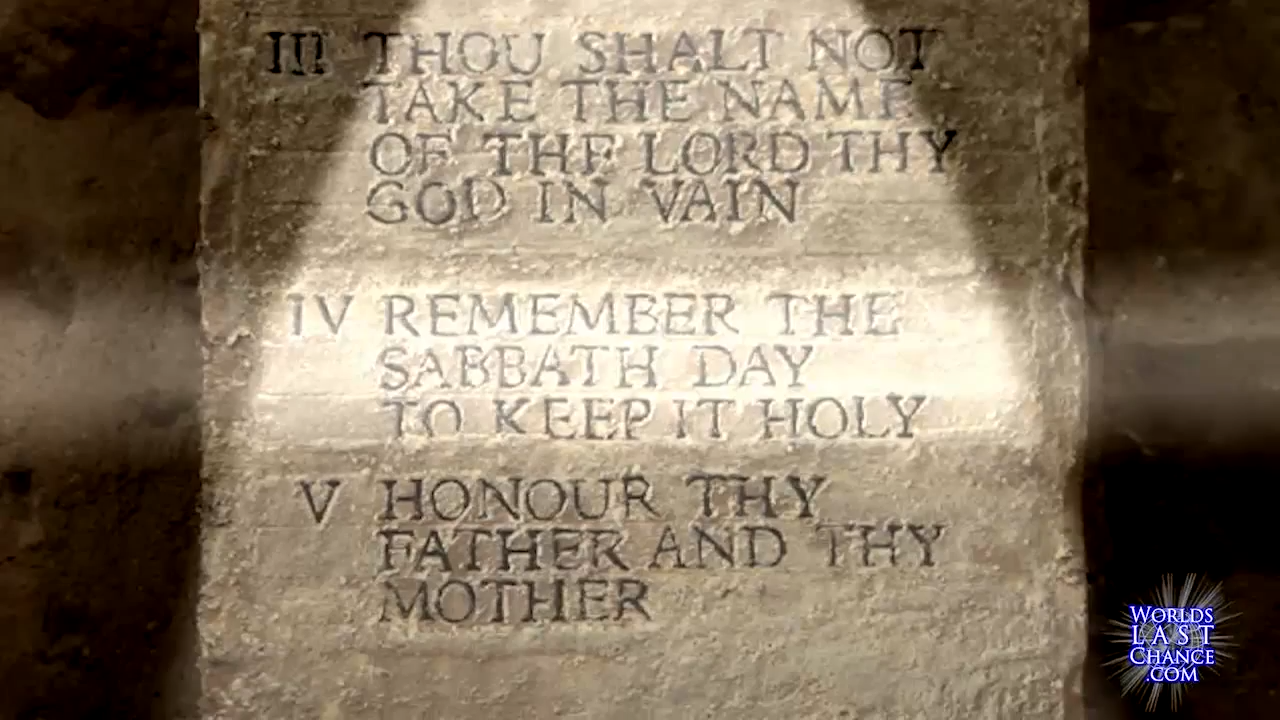 III THOU SHALT NOT
TAKE THE NAME
OF THE LORD THY
GOD IN VAIN
IV REMEMBER THE
SABBATH DAY
TO KEEP IT HOLY
V HONOUR THY
FATHER AND THY
MOTHER
WORLDS
LAST
CHANCE
.COM